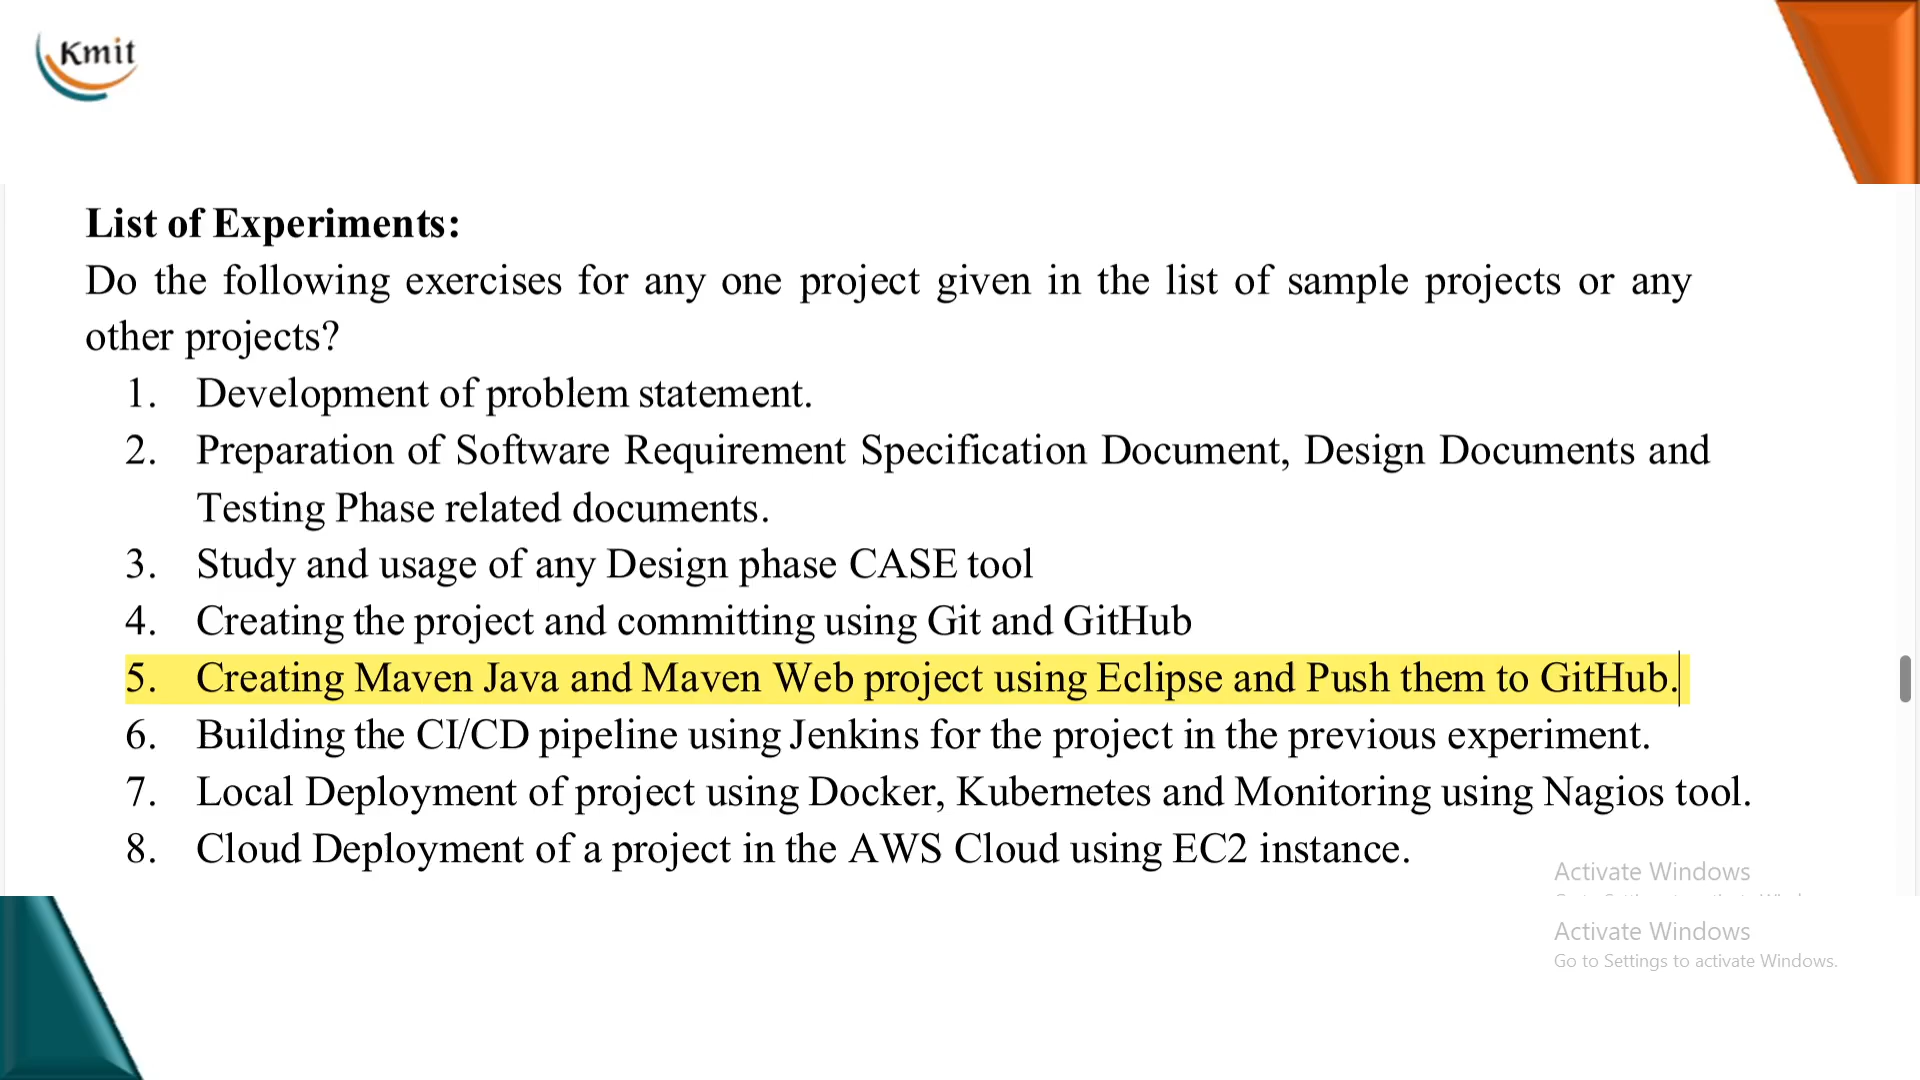 Kmit
List of Experiments:
Do the following exercises for any one project given in the list of sample projects or any
other projects?
1. Development of problem statement.
2. Preparation of Software Requirement Specification Document, Design Documents and
Testing Phase related documents.
3. Study and usage of any Design phase CASE tool
4. Creating the project and committing using Git and GitHub
5. Creating Maven Java and Maven Web project using Eclipse and Push them to GitHub.
6. Building the CI/CD pipeline using Jenkins for the project in the previous experiment.
7. Local Deployment of project using Docker, Kubernetes and Monitoring using Nagios tool.
8. Cloud Deployment of a project in the AWS Cloud using EC2 instance.
Activate Windows
Activate Windows
Go to Settings to activate Windows.